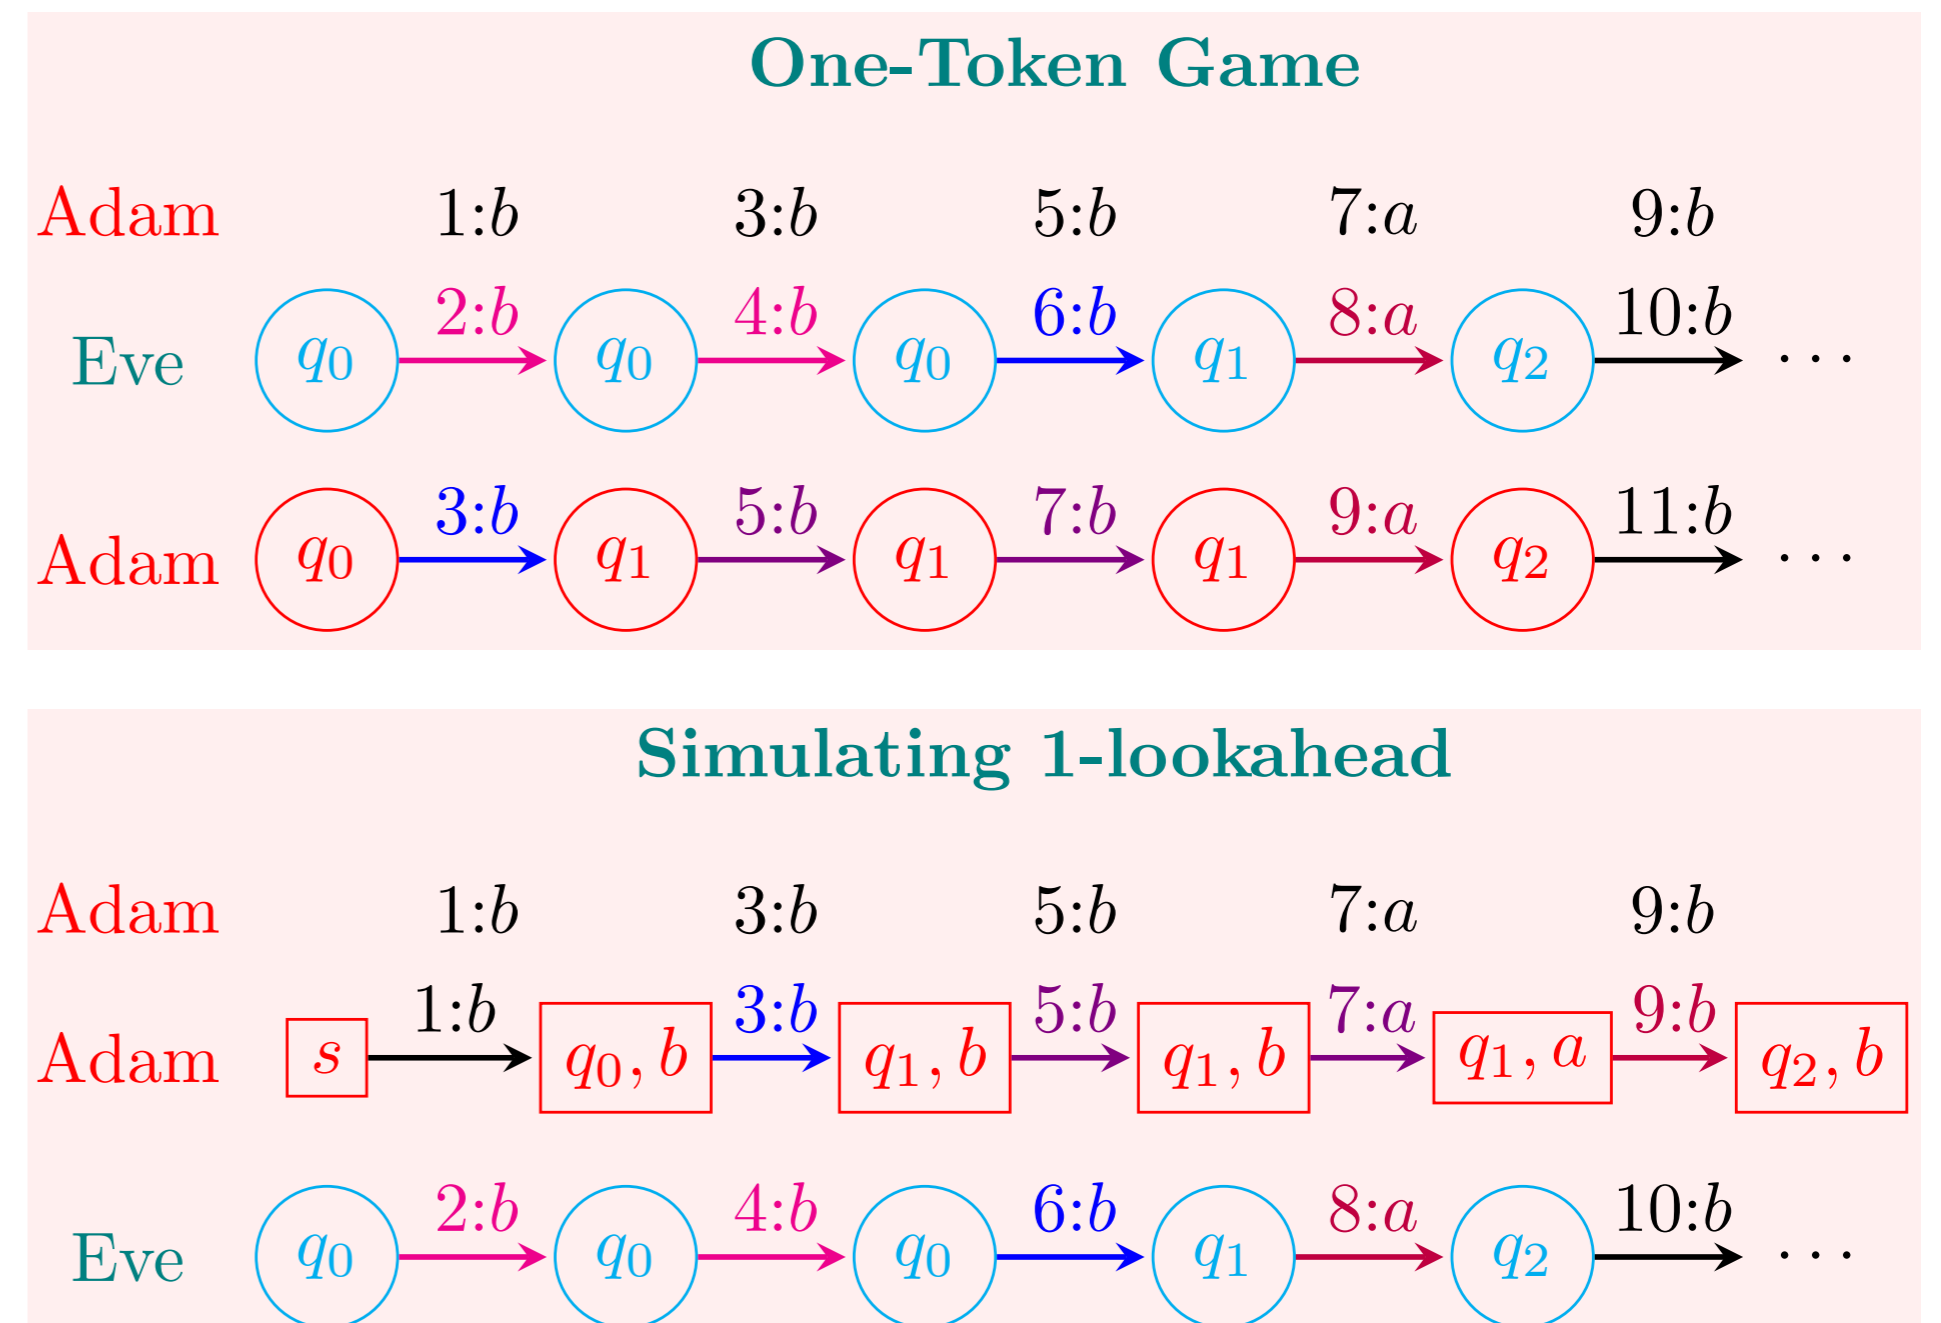 One-Token Game
Adam 1:b 3:b 5:b 7:a 9:b
2:b 4:b 6:b 8:a 10:b
Eve q₀ q₀ q₀ q₁ q₂ ⋯
3:b 5:b 7:b 9:a 11:b
Adam q₀ q₁ q₁ q₁ q₂ ⋯
Simulating 1-lookahead
Adam 1:b 3:b 5:b 7:a 9:b
1:b 3:b 5:b 7:a 9:b
Adam s q₀, b q₁, b q₁, b q₁, a q₂, b
2:b 4:b 6:b 8:a 10:b
Eve q₀ q₀ q₀ q₁ q₂ ⋯